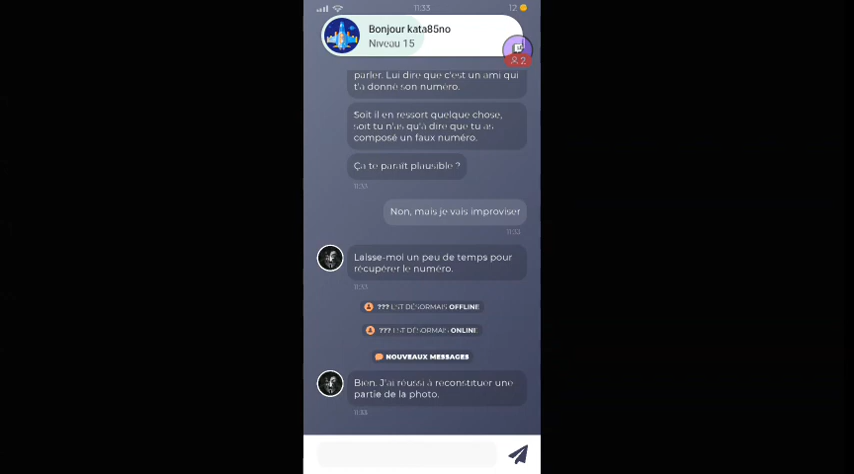 11:33
12
Bonjour kata85no
Niveau 15
2
parler. Lui dire que c'est un ami qui
t'a donné son numéro.
Soit il en ressort quelque chose,
soit tu n'as qu'à dire que tu as
composé un faux numéro.
Ça te paraît plausible ?
11:33
Non, mais je vais improviser
11:33
Laisse-moi un peu de temps pour
récupérer le numéro.
11:33
??? EST DÉSORMAIS OFFLINE
??? EST DÉSORMAIS ONLINE
NOUVEAUX MESSAGES
Bien. J'ai réussi à reconstituer une
partie de la photo.
11:33